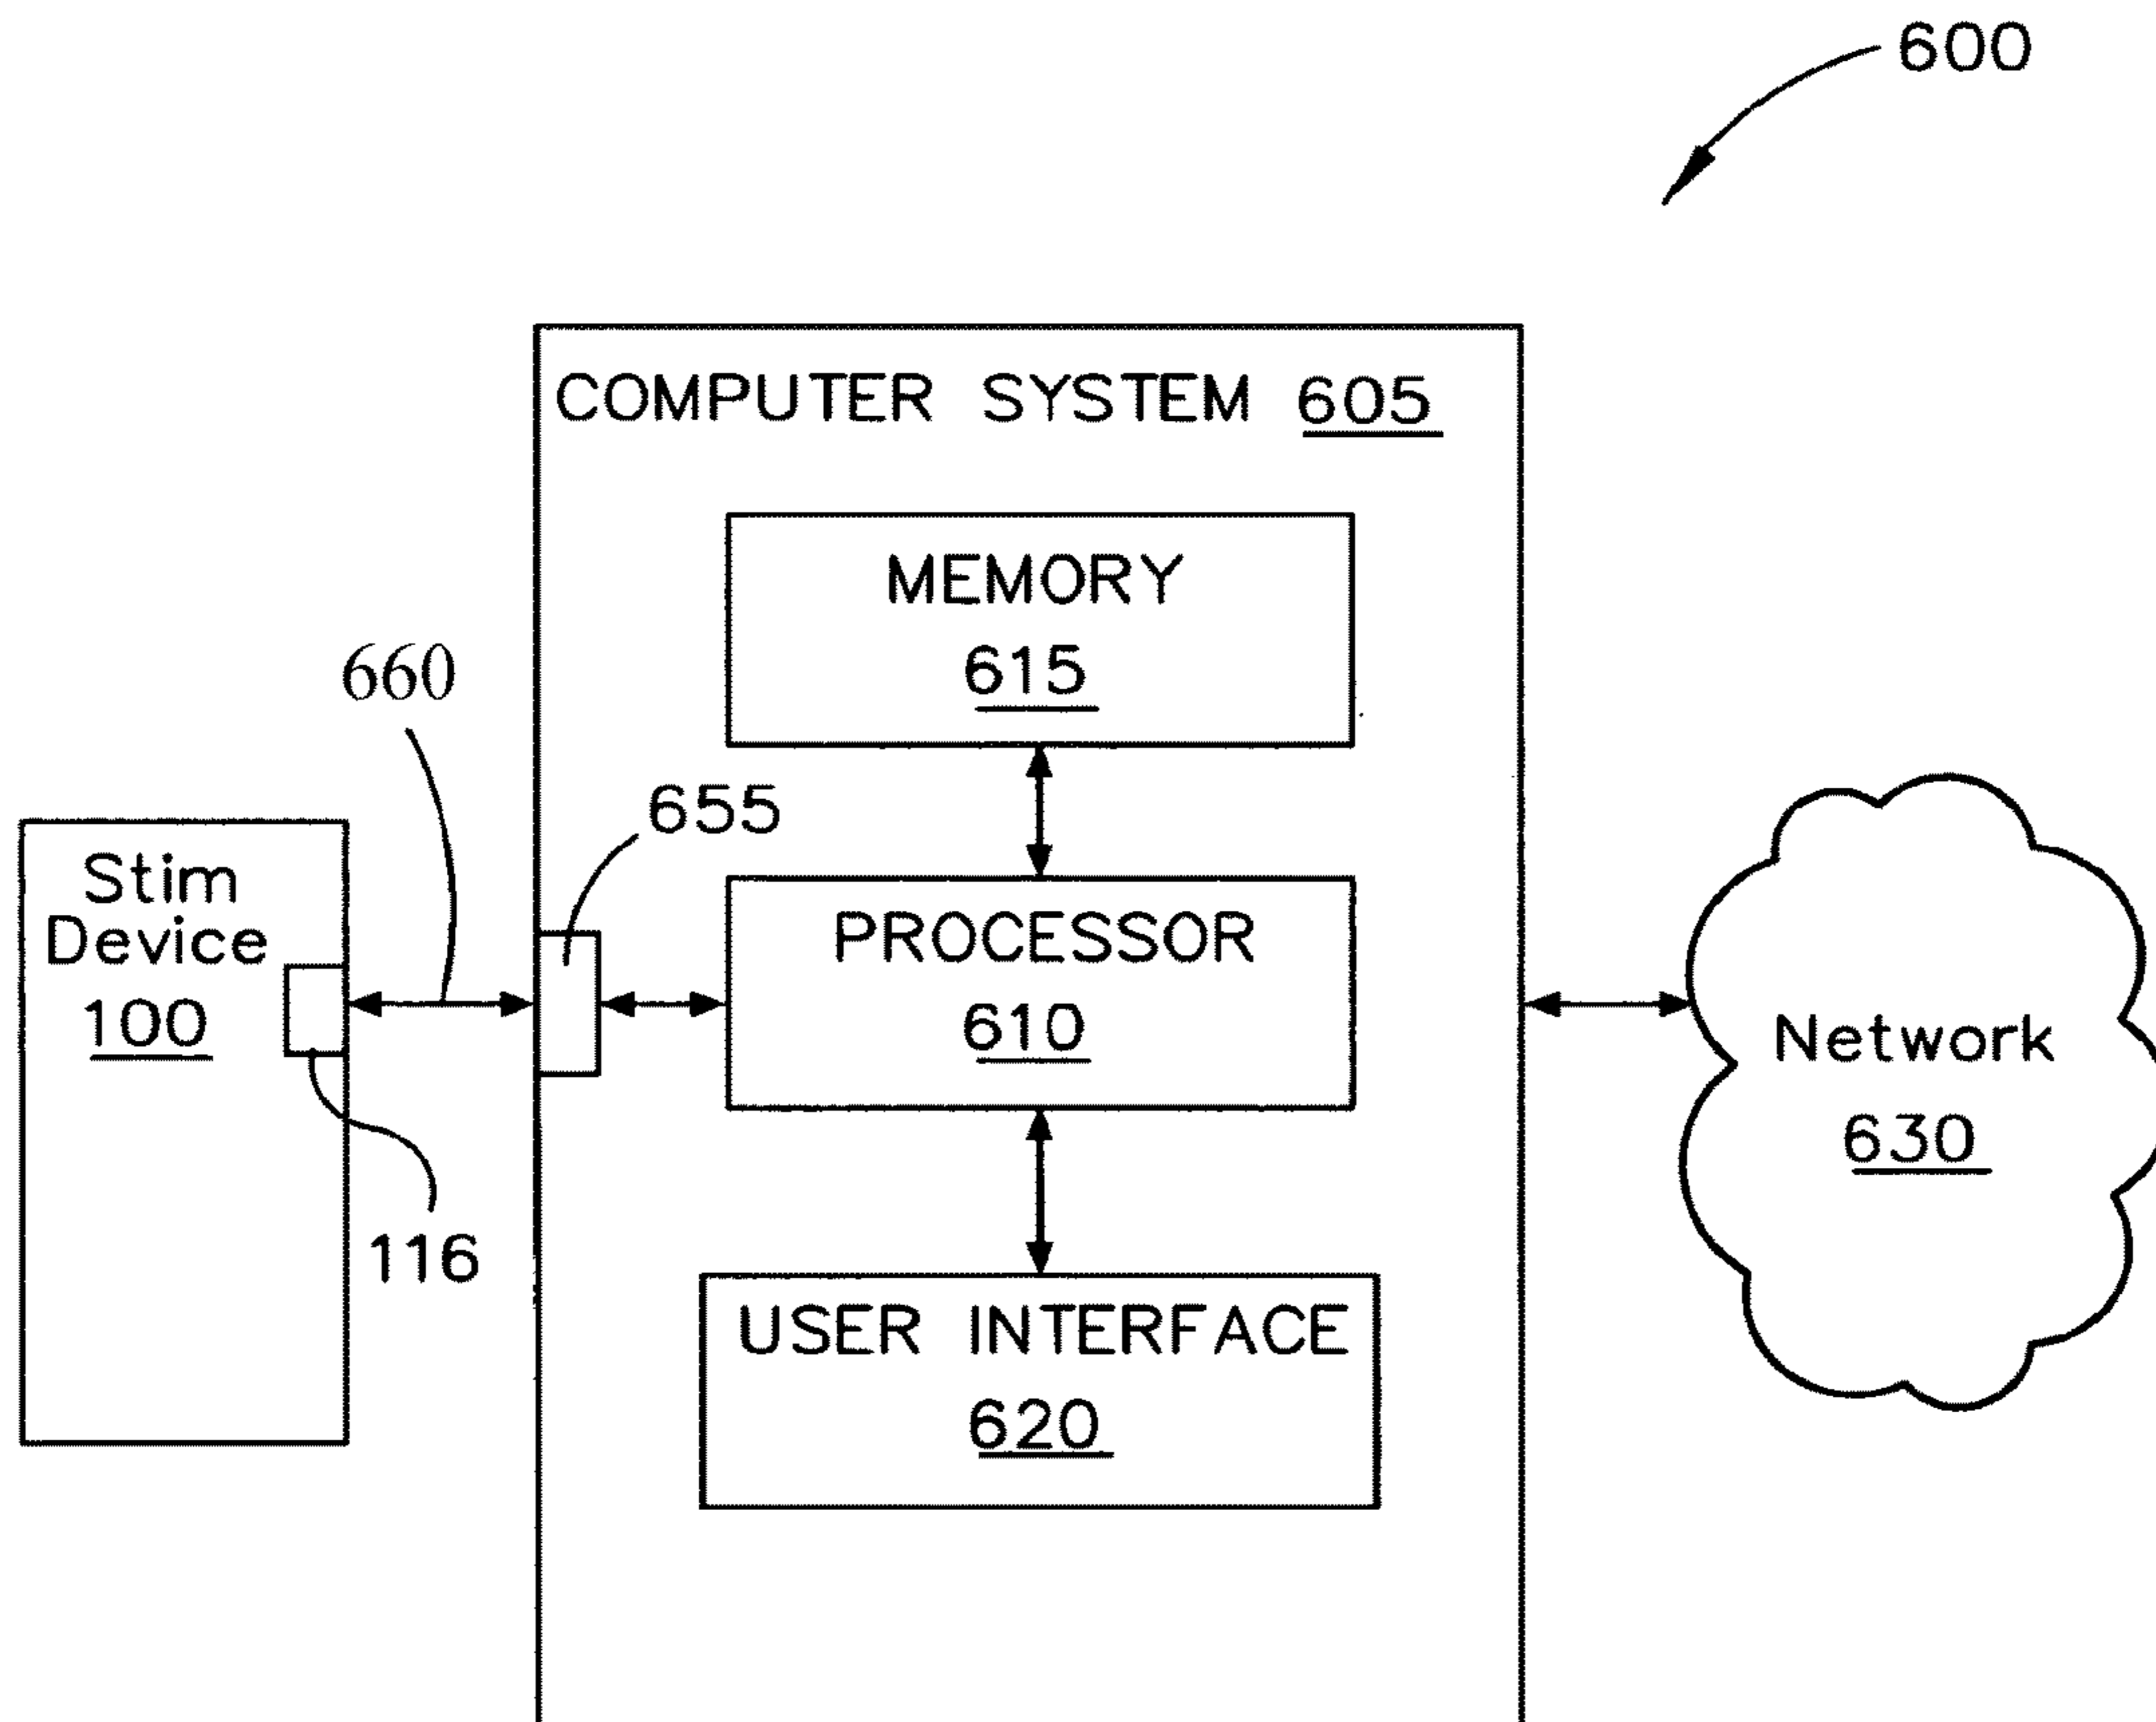 600
COMPUTER SYSTEM 605
MEMORY
615
660
655
Stim
Device
100
PROCESSOR
610
Network
630
116
USER INTERFACE
620